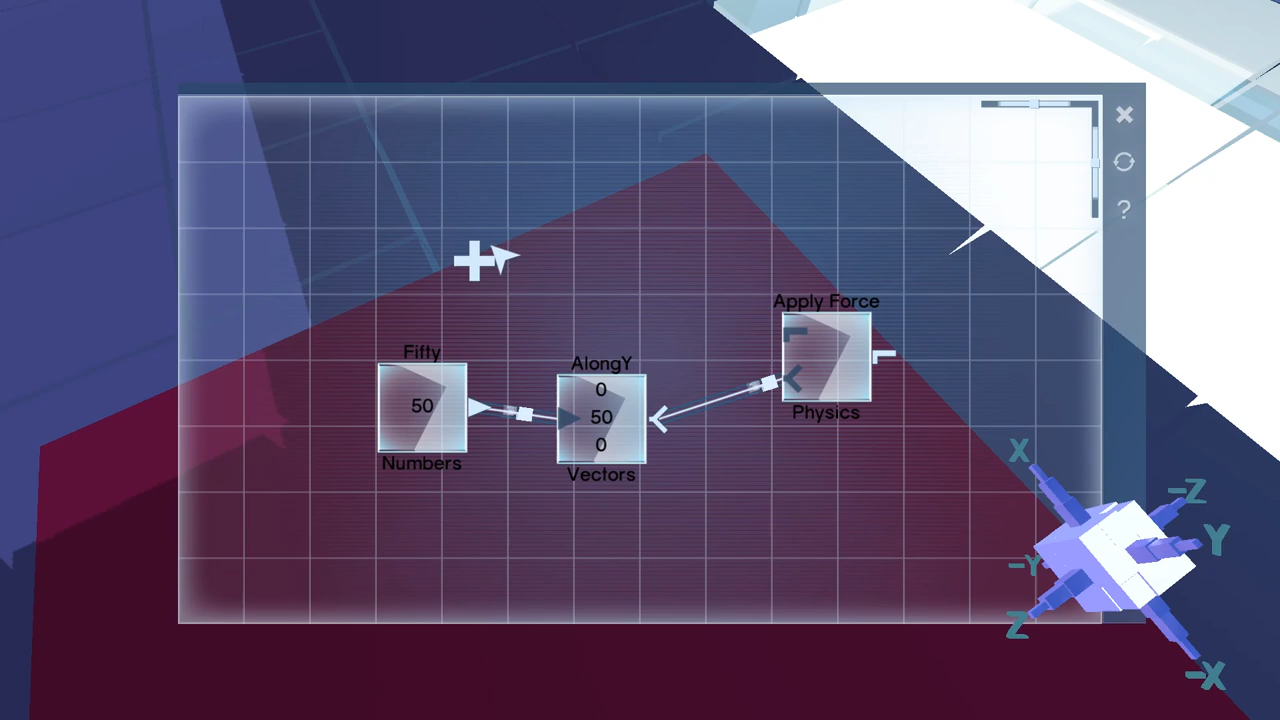 ?
Apply Force
Fifty
AlongY
0
50
50
0
Physics
Numbers
Vectors
X
-Z
Y
-Y
Z
-X